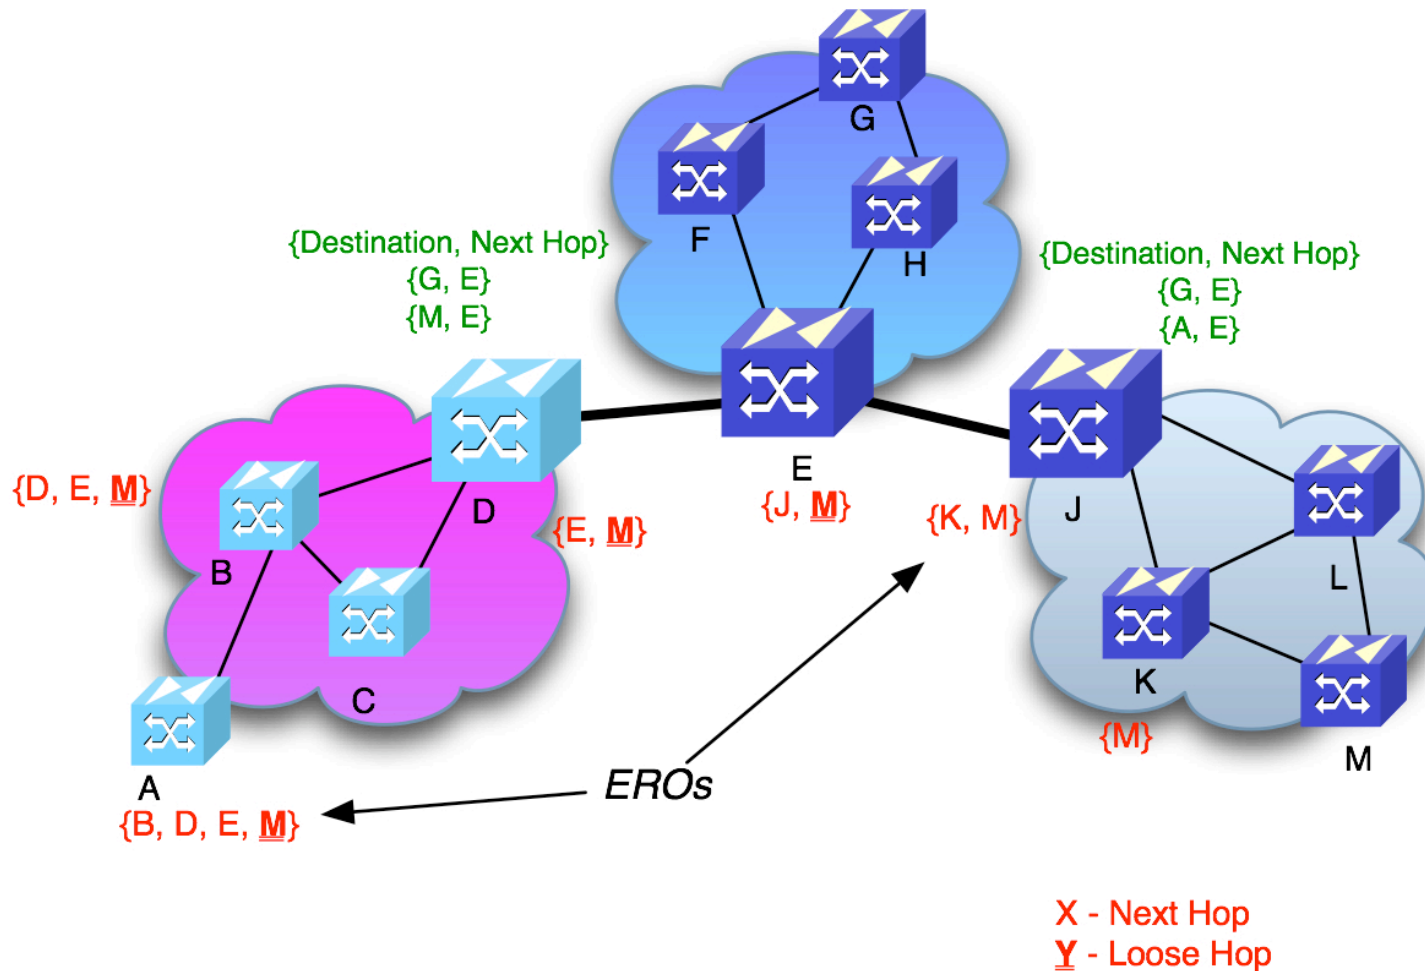 G
F
H
{Destination, Next Hop}
{G, E}
{M, E}
{Destination, Next Hop}
{G, E}
{A, E}
E
{J, M}
{D, E, M}
B
D
{E, M}
{K, M}
J
L
C
K
{M}
M
A
{B, D, E, M}
EROs
X - Next Hop
Y - Loose Hop